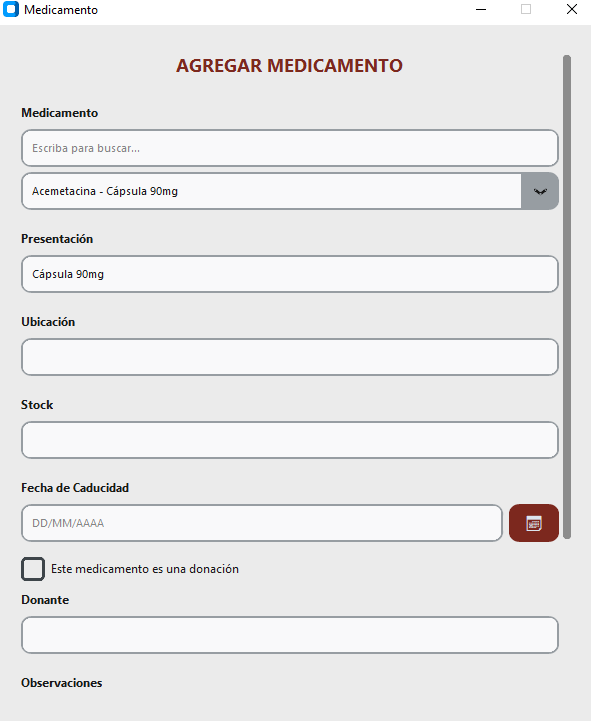 Medicamento
AGREGAR MEDICAMENTO
Medicamento
Escriba para buscar...
Acemetacina - Cápsula 90mg
Presentación
Cápsula 90mg
Ubicación
Stock
Fecha de Caducidad
DD/MM/AAAA
Este medicamento es una donación
Donante
Observaciones